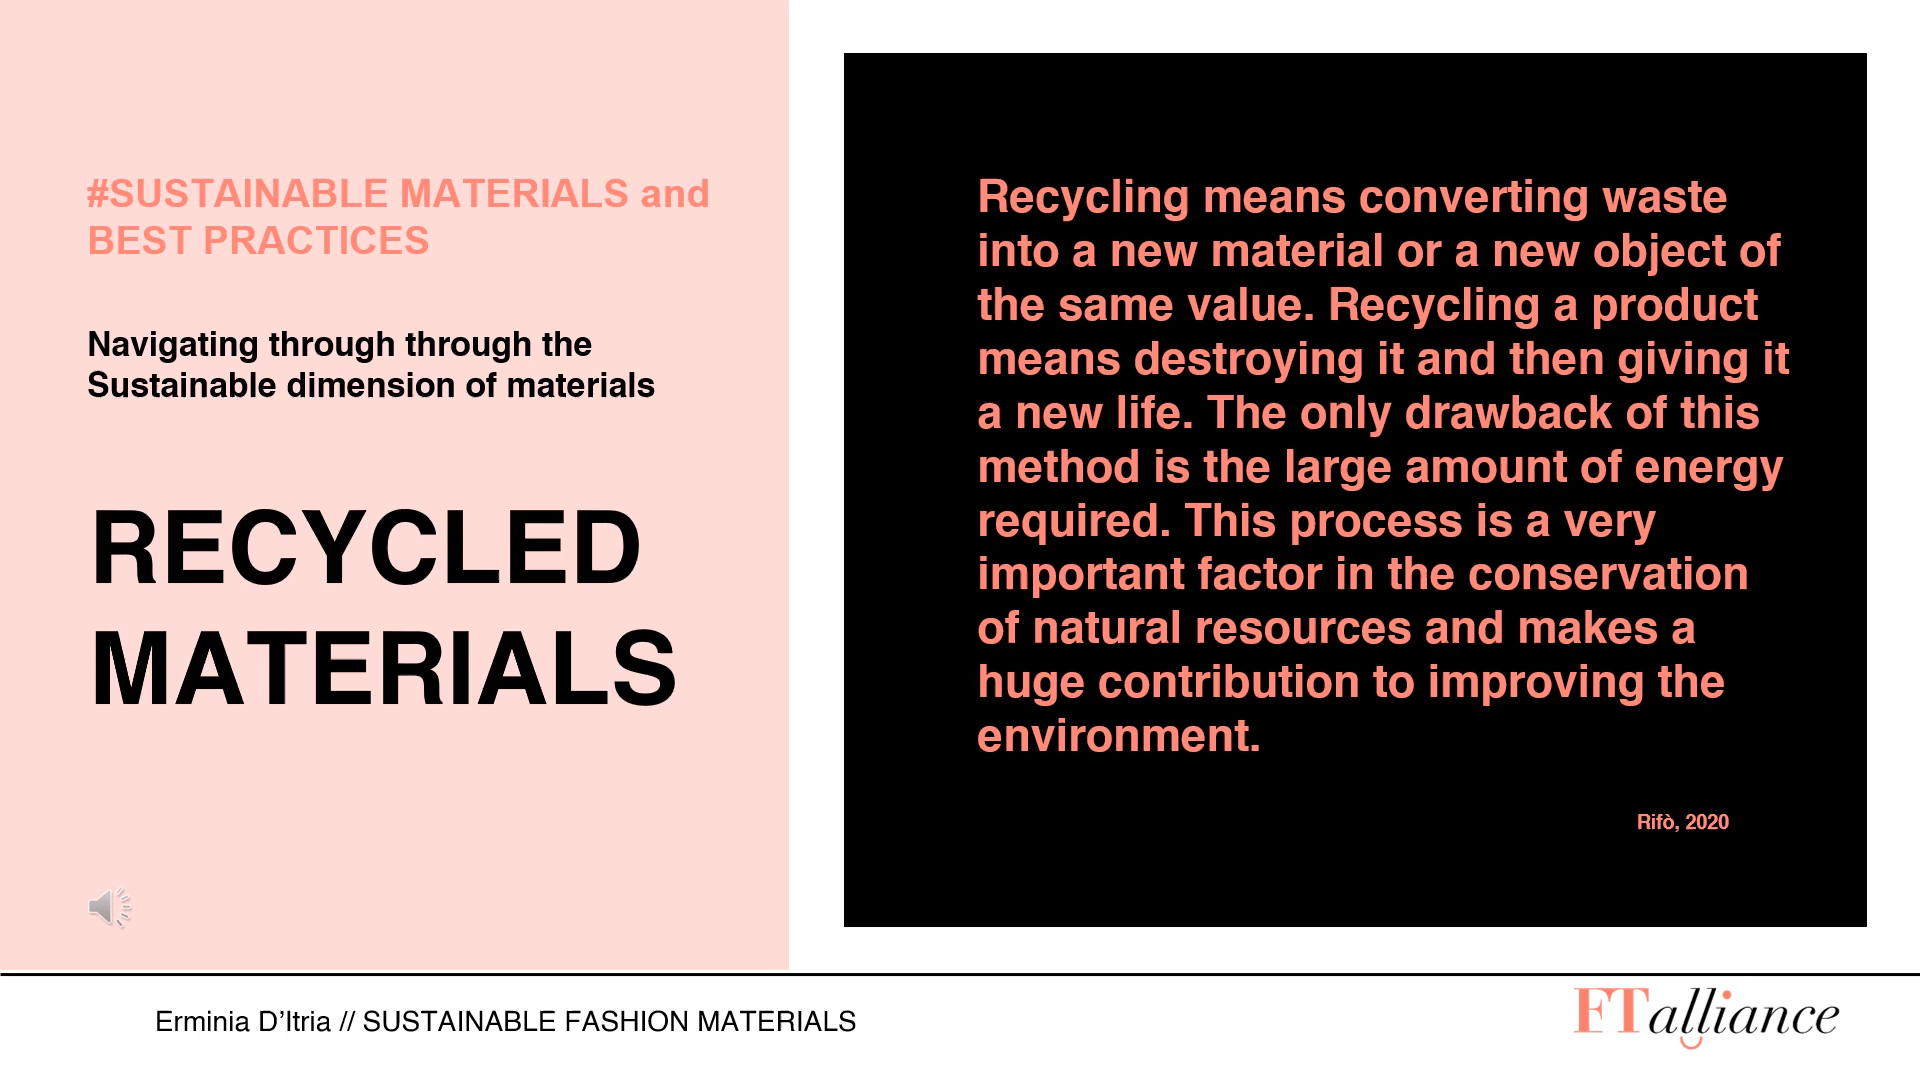 #SUSTAINABLE MATERIALS and
BEST PRACTICES
Navigating through through the
Sustainable dimension of materials
RECYCLED
MATERIALS
Recycling means converting waste
into a new material or a new object of
the same value. Recycling a product
means destroying it and then giving it
a new life. The only drawback of this
method is the large amount of energy
required. This process is a very
important factor in the conservation
of natural resources and makes a
huge contribution to improving the
environment.
Rifò, 2020
Erminia D’Itria // SUSTAINABLE FASHION MATERIALS
FTalliance